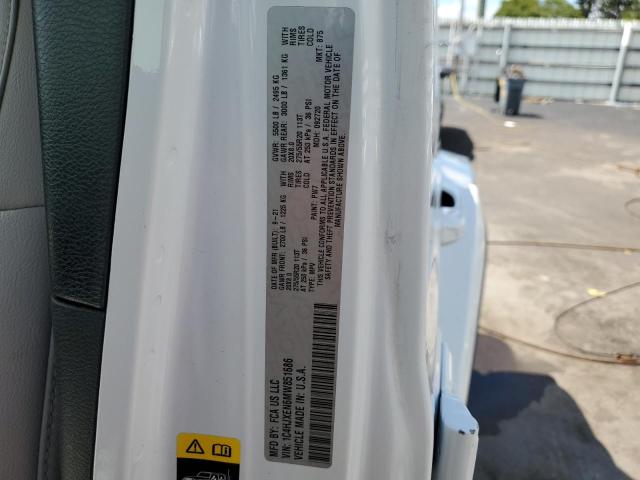 MFD BY: FCA US LLC
VIN: 1C4HJXEN6MW851686
VEHICLE MADE IN: U.S.A.
DATE OF MFR (BUILT): 9-21
GVWR: 5500 LB / 2495 KG
GAWR FRONT: 2700 LB / 1225 KG WITH
GAWR REAR: 3000 LB / 1361 KG WITH
20X8.0 RIMS
20X8.0 RIMS
275/55R20 113T TIRES
275/55R20 113T TIRES
AT 250 kPa / 36 PSI COLD
AT 250 kPa / 36 PSI COLD
TYPE: MPV
PAINT: PW7
MDH: 092720
MKT: B75
THIS VEHICLE CONFORMS TO ALL APPLICABLE U.S.A. FEDERAL MOTOR VEHICLE
SAFETY AND THEFT PREVENTION STANDARDS IN EFFECT ON THE DATE OF
MANUFACTURE SHOWN ABOVE.